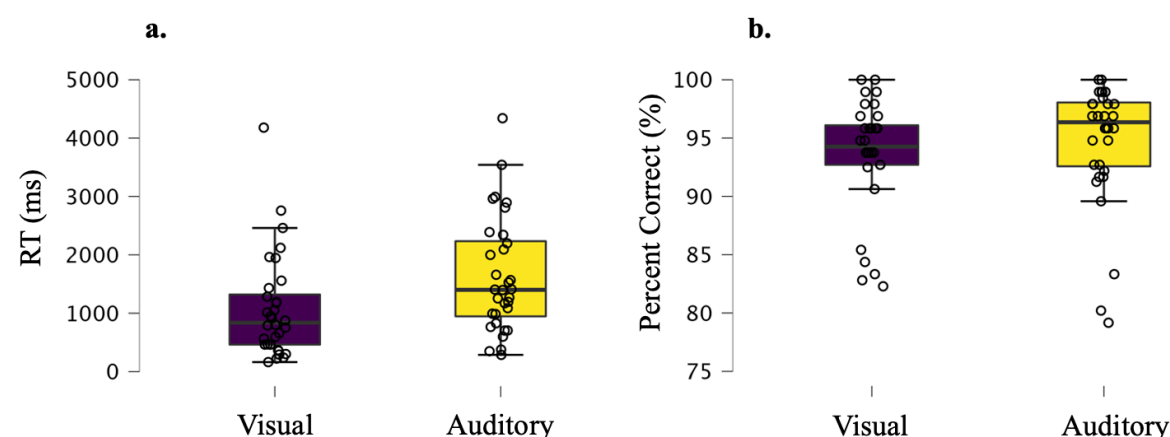 a.
RT (ms)
5000
4000
3000
2000
1000
0
Visual
Auditory
b.
Percent Correct (%)
100
95
90
85
80
75
Visual
Auditory